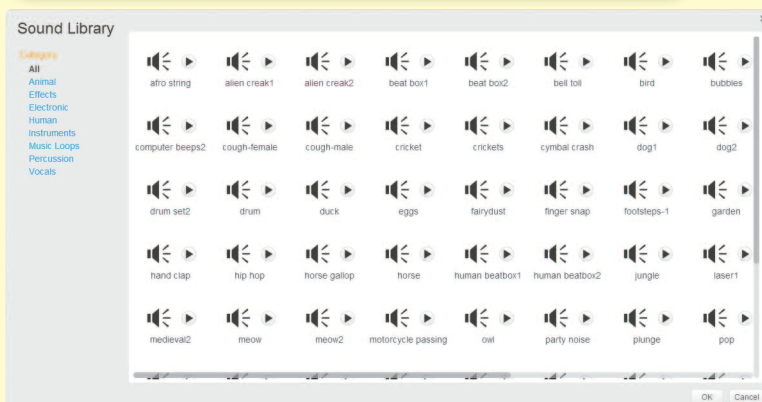 Sound Library
Category
All
Animal
Effects
Electronic
Human
Instruments
Music Loops
Percussion
Vocals
afro string alien creak1 alien creak2 beat box1 beat box2 bell toll bird bubbles
computer beeps2 cough-female cough-male cricket crickets cymbal crash dog1 dog2
drum set2 drum duck eggs fairydust finger snap footsteps-1 garden
hand clap hip hop horse gallop horse human beatbox1 human beatbox2 jungle laser1
medieval2 meow meow2 motorcycle passing owl party noise plunge pop
OK Cancel